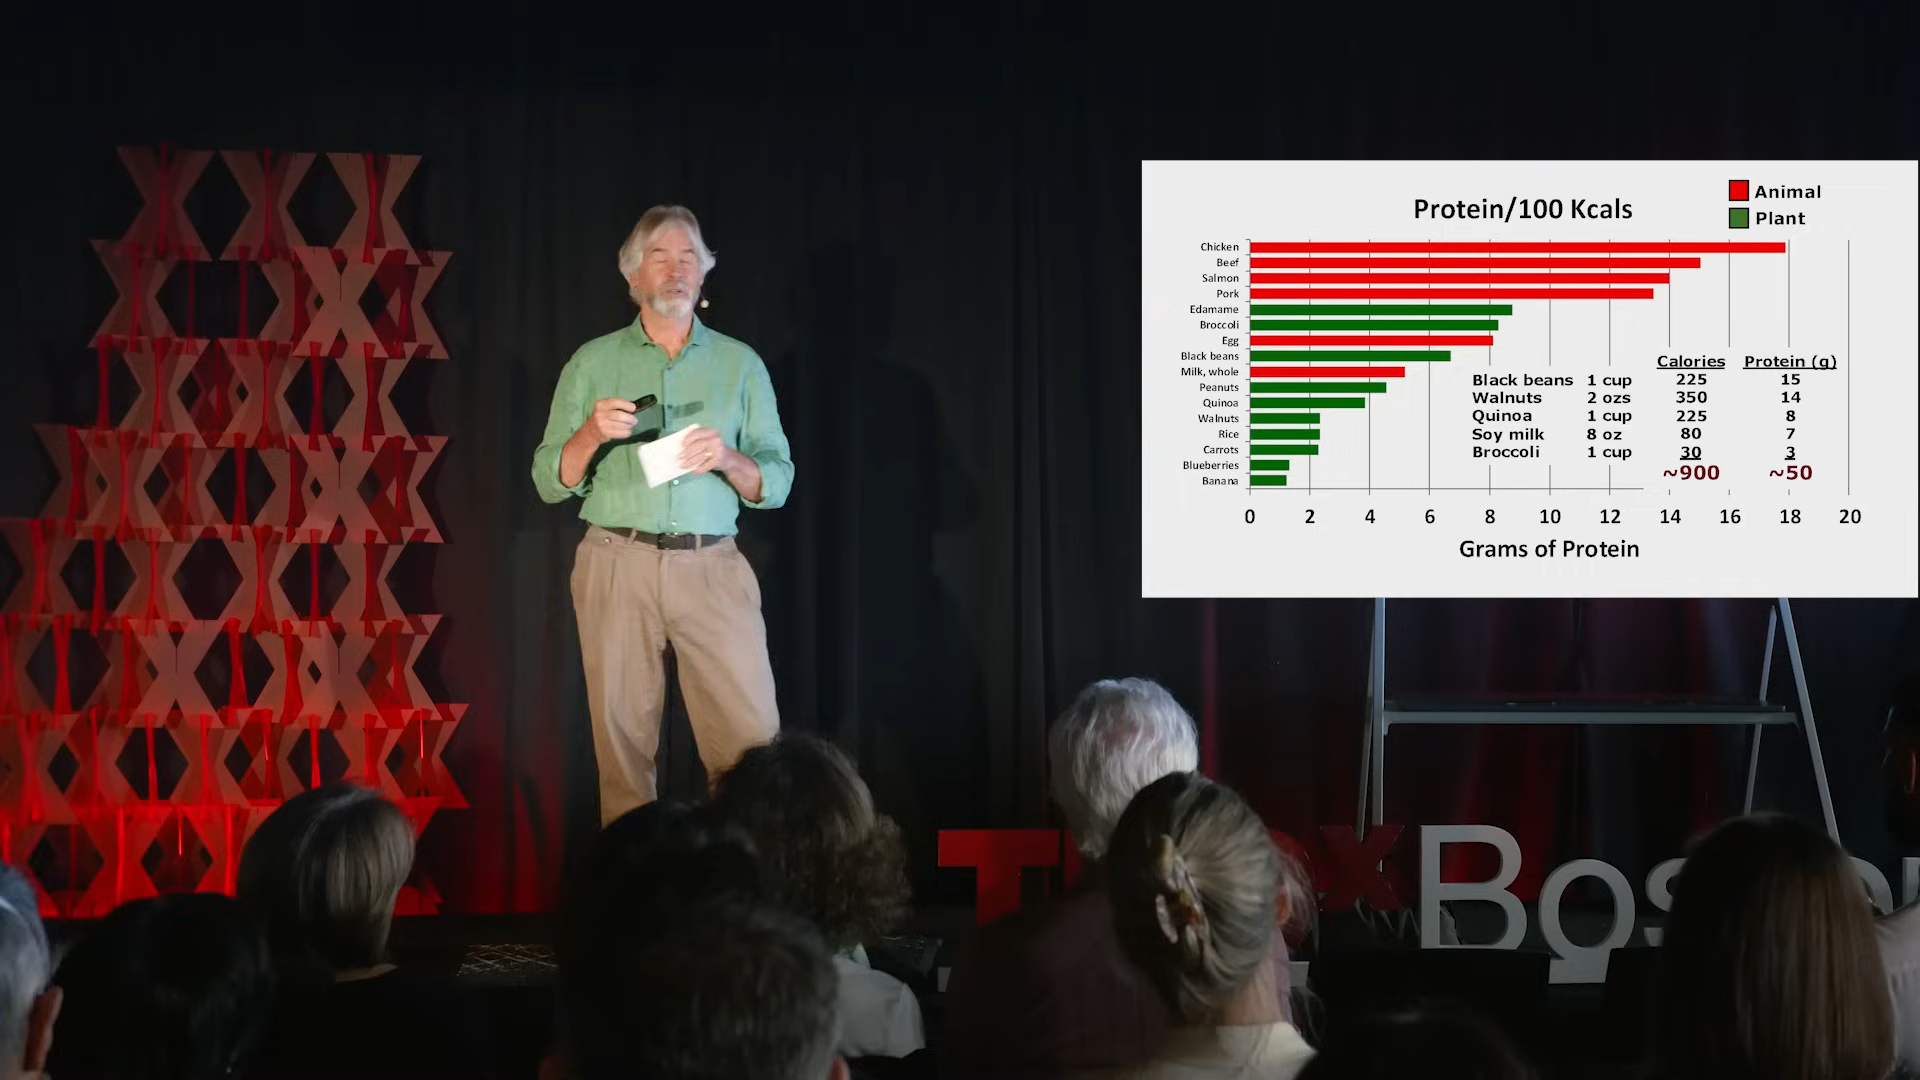 Animal
Protein/100 Kcals
Plant
Chicken
Beef
Salmon
Pork
Edamame
Broccoli
Egg
Black beans
Milk, whole
Peanuts
Quinoa
Walnuts
Rice
Carrots
Blueberries
Banana
Calories Protein (g)
Black beans 1 cup 225 15
Walnuts 2 ozs 350 14
Quinoa 1 cup 225 8
Soy milk 8 oz 80 7
Broccoli 1 cup 30 3
~900 ~50
0 2 4 6 8 10 12 14 16 18 20
Grams of Protein